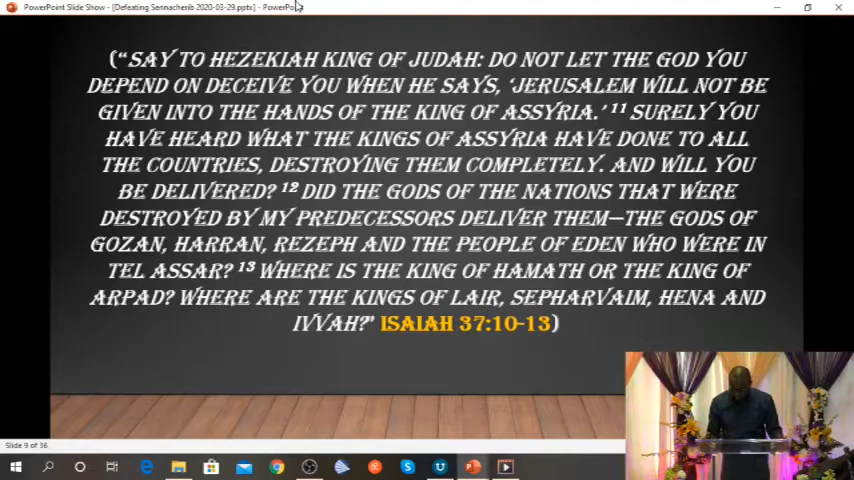 PowerPoint Slide Show - [Defeating Sennacherib 2020-03-29.pptx] - PowerPoi
("SAY TO HEZEKIAH KING OF JUDAH: DO NOT LET THE GOD YOU
DEPEND ON DECEIVE YOU WHEN HE SAYS, 'JERUSALEM WILL NOT BE
GIVEN INTO THE HANDS OF THE KING OF ASSYRIA.' 11 SURELY YOU
HAVE HEARD WHAT THE KINGS OF ASSYRIA HAVE DONE TO ALL
THE COUNTRIES, DESTROYING THEM COMPLETELY. AND WILL YOU
BE DELIVERED? 12 DID THE GODS OF THE NATIONS THAT WERE
DESTROYED BY MY PREDECESSORS DELIVER THEM—THE GODS OF
GOZAN, HARRAN, REZEPH AND THE PEOPLE OF EDEN WHO WERE IN
TEL ASSAR? 13 WHERE IS THE KING OF HAMATH OR THE KING OF
ARPAD? WHERE ARE THE KINGS OF LAIR, SEPHARVAIM, HENA AND
IVVAH?" ISAIAH 37:10-13)
Slide 9 of 36